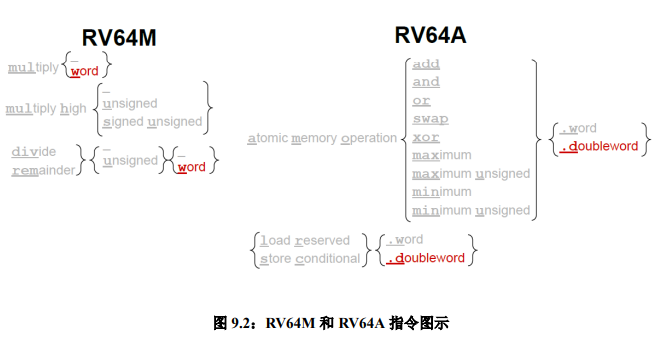 RV64M
multiply { _
word }
multiply high { _
unsigned
signed unsigned }
divide
remainder } { _
unsigned } { _
word }
RV64A
atomic memory operation
add
and
or
swap
xor
maximum
maximum unsigned
minimum
minimum unsigned
.word
.doubleword
load reserved
store conditional
.word
.doubleword
图 9.2：RV64M 和 RV64A 指令图示